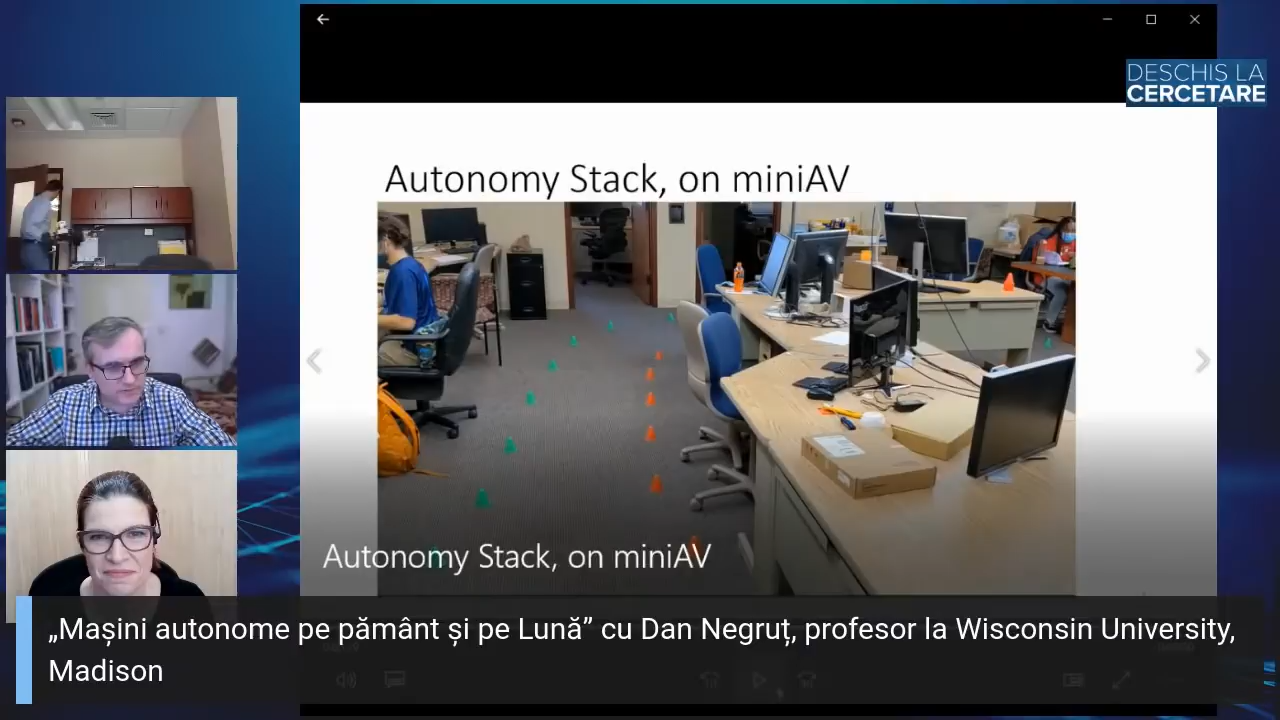 DESCHIS LA
CERCETARE
Autonomy Stack, on miniAV
Autonomy Stack, on miniAV
„Mașini autonome pe pământ și pe Lună” cu Dan Negruț, profesor la Wisconsin University,
Madison